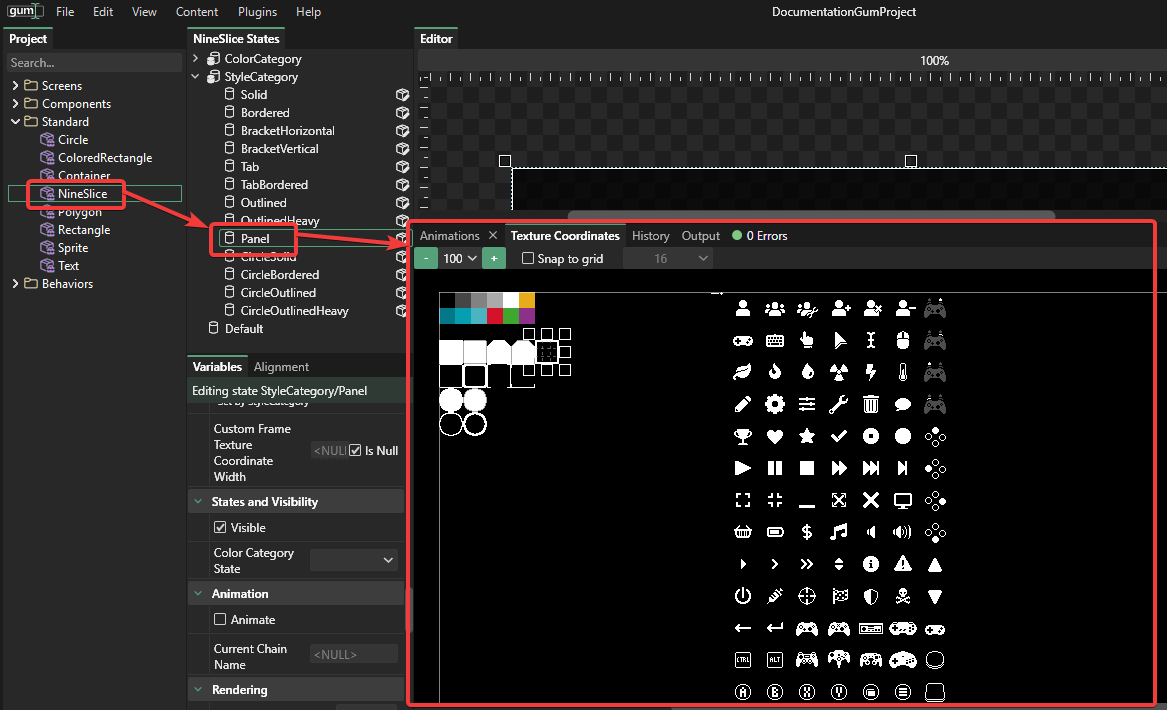 gum File Edit View Content Plugins Help DocumentationGumProject
Project
Search...
Screens
Components
Standard
Circle
ColoredRectangle
Container
NineSlice
Polygon
Rectangle
Sprite
Text
Behaviors
NineSlice States
ColorCategory
StyleCategory
Solid
Bordered
BracketHorizontal
BracketVertical
Tab
TabBordered
Outlined
OutlinedHeavy
Panel
CircleSolid
CircleBordered
CircleOutlined
CircleOutlinedHeavy
Default
Variables Alignment
Editing state StyleCategory/Panel
Set by StyleCategory
Custom Frame
Texture
Coordinate
Width
<NULL Is Null
States and Visibility
Visible
Color Category
State
Animation
Animate
Current Chain
Name
<NULL>
Rendering
Editor
100%
Animations Texture Coordinates History Output 0 Errors
- 100 + Snap to grid 16
CTRL ALT
A B X Y